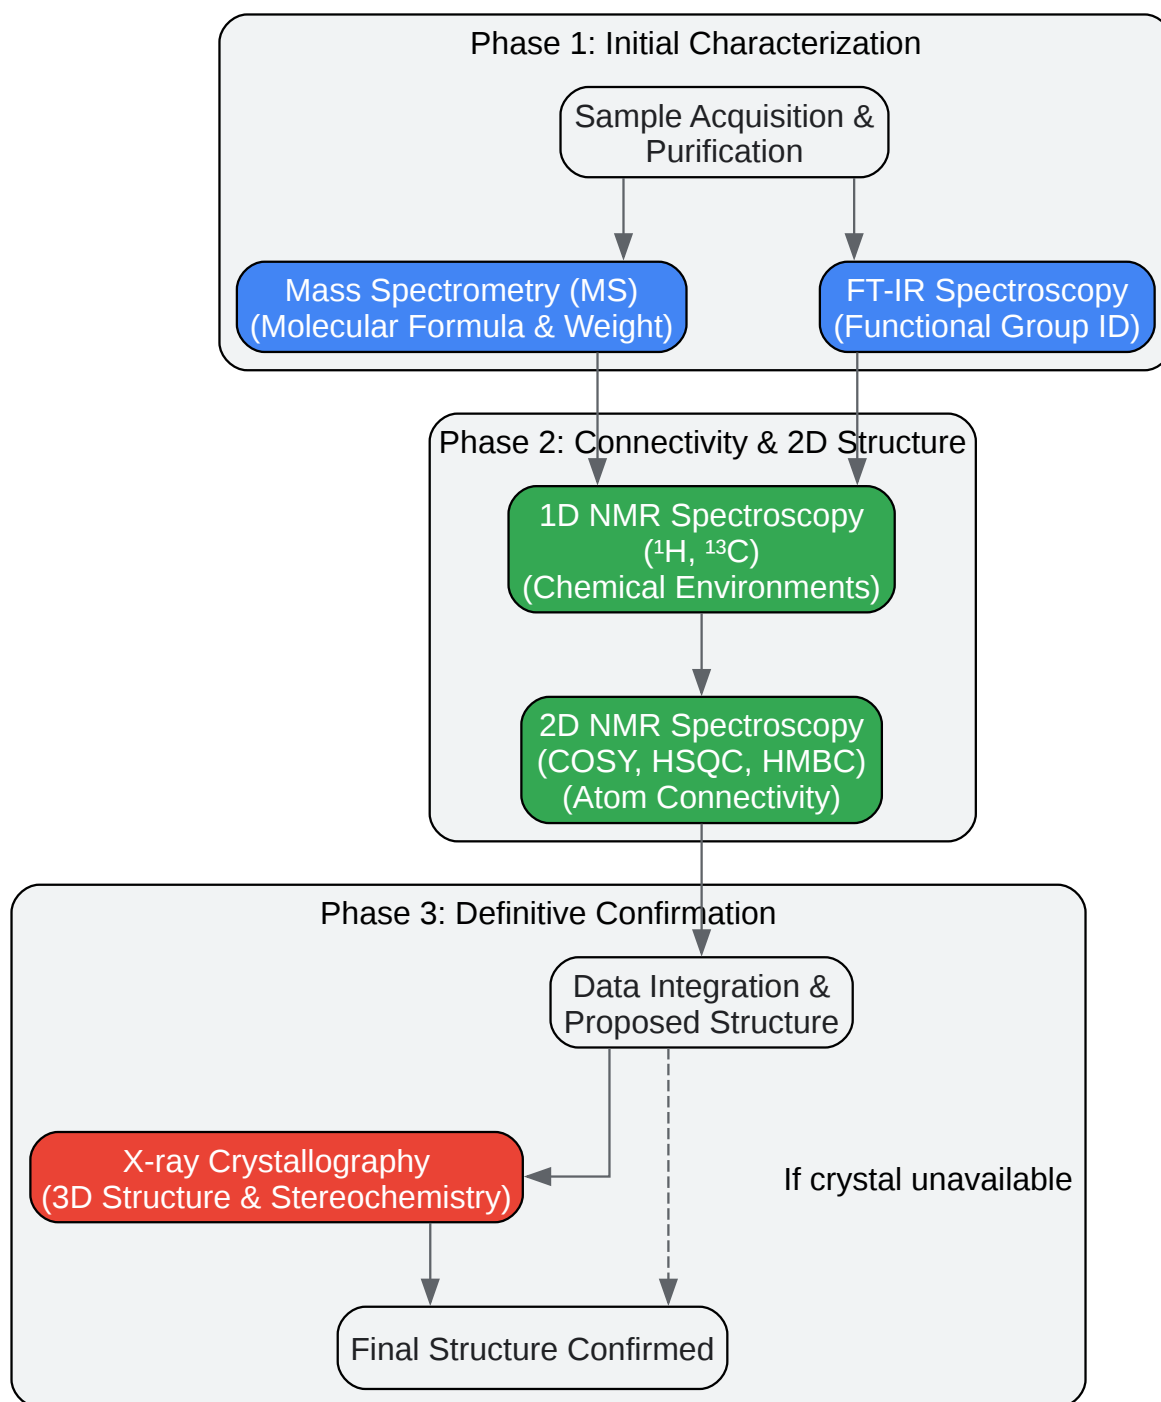 Phase 1: Initial Characterization
Sample Acquisition &
Purification
Mass Spectrometry (MS)
(Molecular Formula & Weight)
FT-IR Spectroscopy
(Functional Group ID)
Phase 2: Connectivity & 2D Structure
1D NMR Spectroscopy
(¹H, ¹³C)
(Chemical Environments)
2D NMR Spectroscopy
(COSY, HSQC, HMBC)
(Atom Connectivity)
Phase 3: Definitive Confirmation
Data Integration &
Proposed Structure
X-ray Crystallography
(3D Structure & Stereochemistry)
If crystal unavailable
Final Structure Confirmed